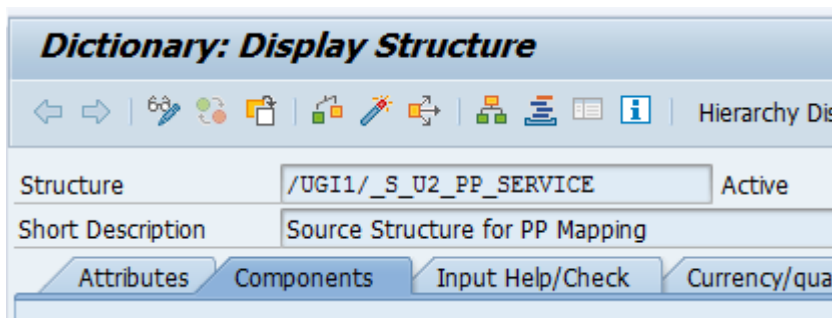 Dictionary: Display Structure
Hierarchy Dis
Structure /UGI1/_S_U2_PP_SERVICE Active
Short Description Source Structure for PP Mapping
Attributes Components Input Help/Check Currency/qua